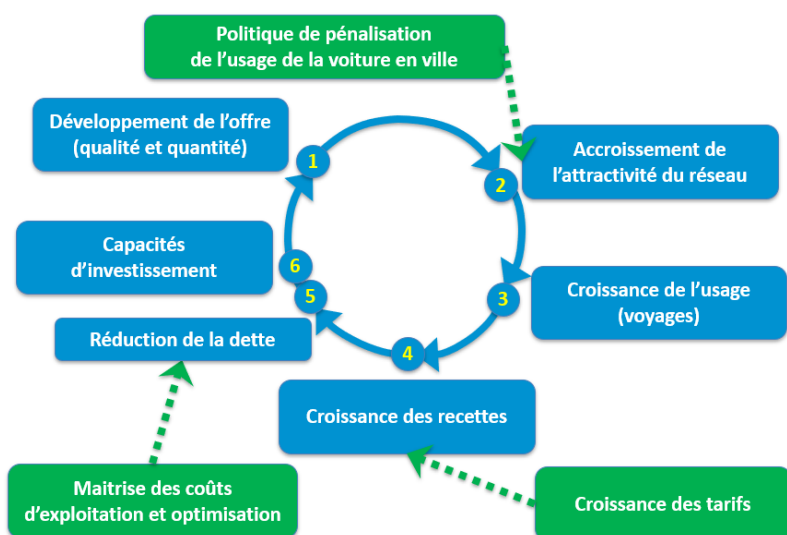 Politique de pénalisation
de l’usage de la voiture en ville
Développement de l’offre
(qualité et quantité)
1
2
Accroissement de
l’attractivité du réseau
Capacités
d’investissement
6
5
3
Croissance de l’usage
(voyages)
Réduction de la dette
4
Croissance des recettes
Maitrise des coûts
d’exploitation et optimisation
Croissance des tarifs